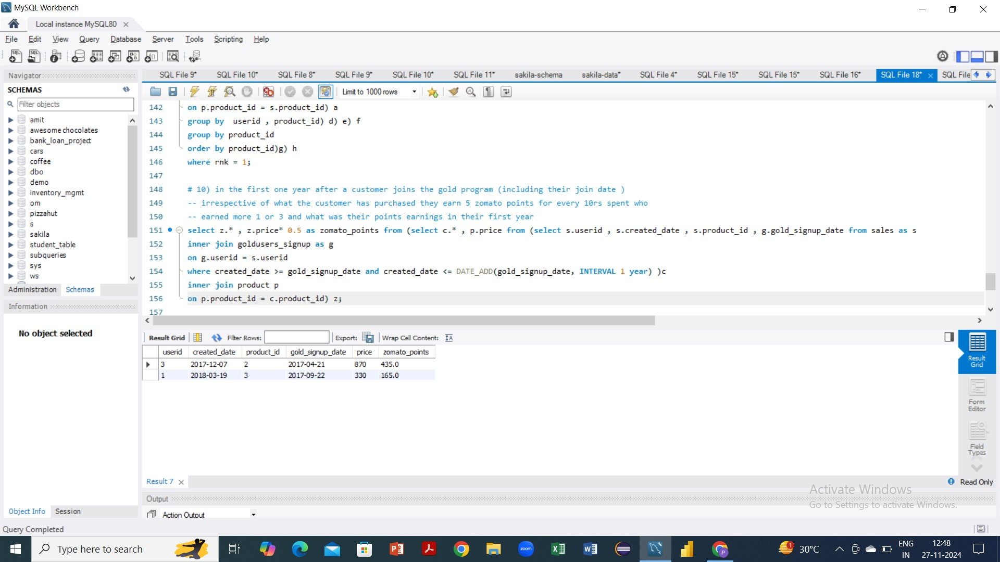 MySQL Workbench
Local instance MySQL80
File Edit View Query Database Server Tools Scripting Help
Navigator
SQL File 9* SQL File 10* SQL File 8* SQL File 9* SQL File 10* SQL File 11* sakila-schema sakila-data* SQL File 4* SQL File 15* SQL File 15* SQL File 16* SQL File 18* SQL File
SCHEMAS
Filter objects
amit
awesome chocolates
bank_loan_project
cars
coffee
dbo
demo
inventory_mgmt
om
pizzahut
s
sakila
student_table
subqueries
sys
ws
Administration Schemas
Information
No object selected
Object Info Session
Limit to 1000 rows
142 on p.product_id = s.product_id) a
143 group by  userid , product_id) d) e) f
144 group by product_id
145 order by product_id)g) h
146 where rnk = 1;
147
148 # 10) in the first one year after a customer joins the gold program (including their join date )
149 -- irrespective of what the customer has purchased they earn 5 zomato points for every 10rs spent who
150 -- earned more 1 or 3 and what was their points earnings in their first year
151 select z.* , z.price* 0.5 as zomato_points from (select c.* , p.price from (select s.userid , s.created_date , s.product_id , g.gold_signup_date from sales as s
152 inner join goldusers_signup as g
153 on g.userid = s.userid
154 where created_date >= gold_signup_date and created_date <= DATE_ADD(gold_signup_date, INTERVAL 1 year) )c
155 inner join product p
156 on p.product_id = c.product_id) z;
157
Result Grid Filter Rows: Export: Wrap Cell Content:
userid created_date product_id gold_signup_date price zomato_points
3 2017-12-07 2 2017-04-21 870 435.0
1 2018-03-19 3 2017-09-22 330 165.0
Result Grid
Form Editor
Field Types
Result 7
Read Only
Output
Action Output
Activate Windows
Go to Settings to activate Windows.
Query Completed
Type here to search
zoom
1
30°C
ENG
IN
12:48
27-11-2024